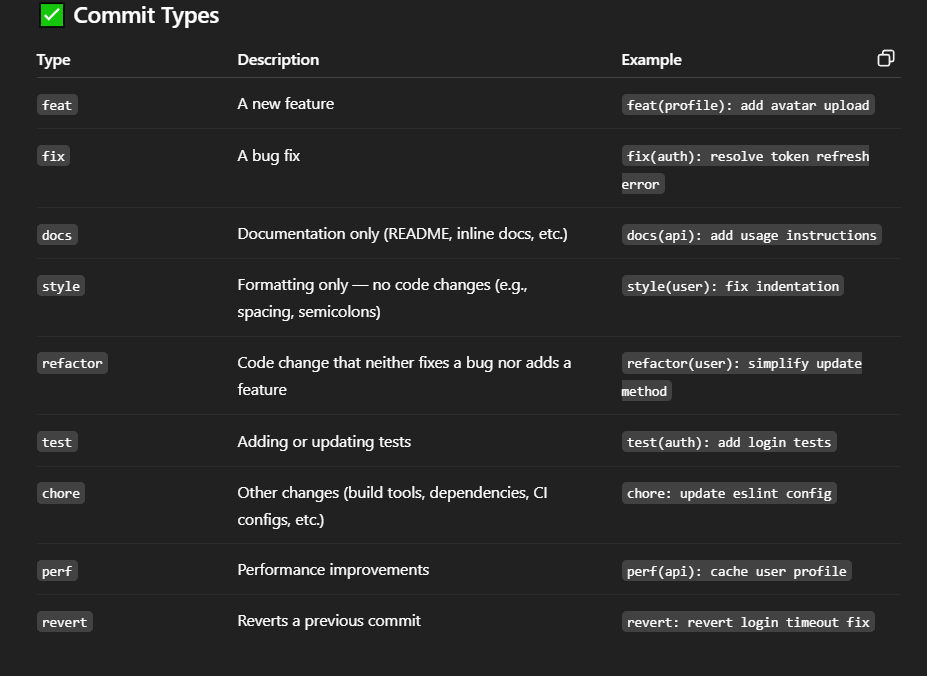 ✅ Commit Types
Type Description Example
feat A new feature feat(profile): add avatar upload
fix A bug fix fix(auth): resolve token refresh
error
docs Documentation only (README, inline docs, etc.) docs(api): add usage instructions
style Formatting only — no code changes (e.g., style(user): fix indentation
spacing, semicolons)
refactor Code change that neither fixes a bug nor adds a refactor(user): simplify update
feature method
test Adding or updating tests test(auth): add login tests
chore Other changes (build tools, dependencies, CI chore: update eslint config
configs, etc.)
perf Performance improvements perf(api): cache user profile
revert Reverts a previous commit revert: revert login timeout fix